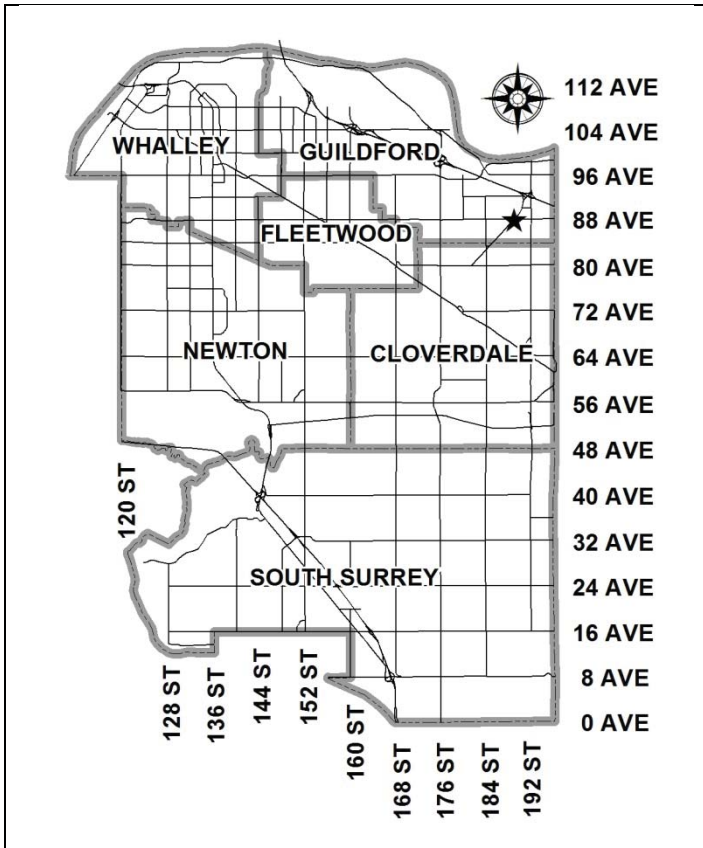 112 AVE
104 AVE
WHALLEY
GUILDFORD
96 AVE
88 AVE
FLEETWOOD
80 AVE
72 AVE
NEWTON
CLOVERDALE
64 AVE
56 AVE
48 AVE
120 ST
40 AVE
32 AVE
SOUTH SURREY
24 AVE
16 AVE
8 AVE
0 AVE
128 ST
136 ST
144 ST
152 ST
160 ST
168 ST
176 ST
184 ST
192 ST